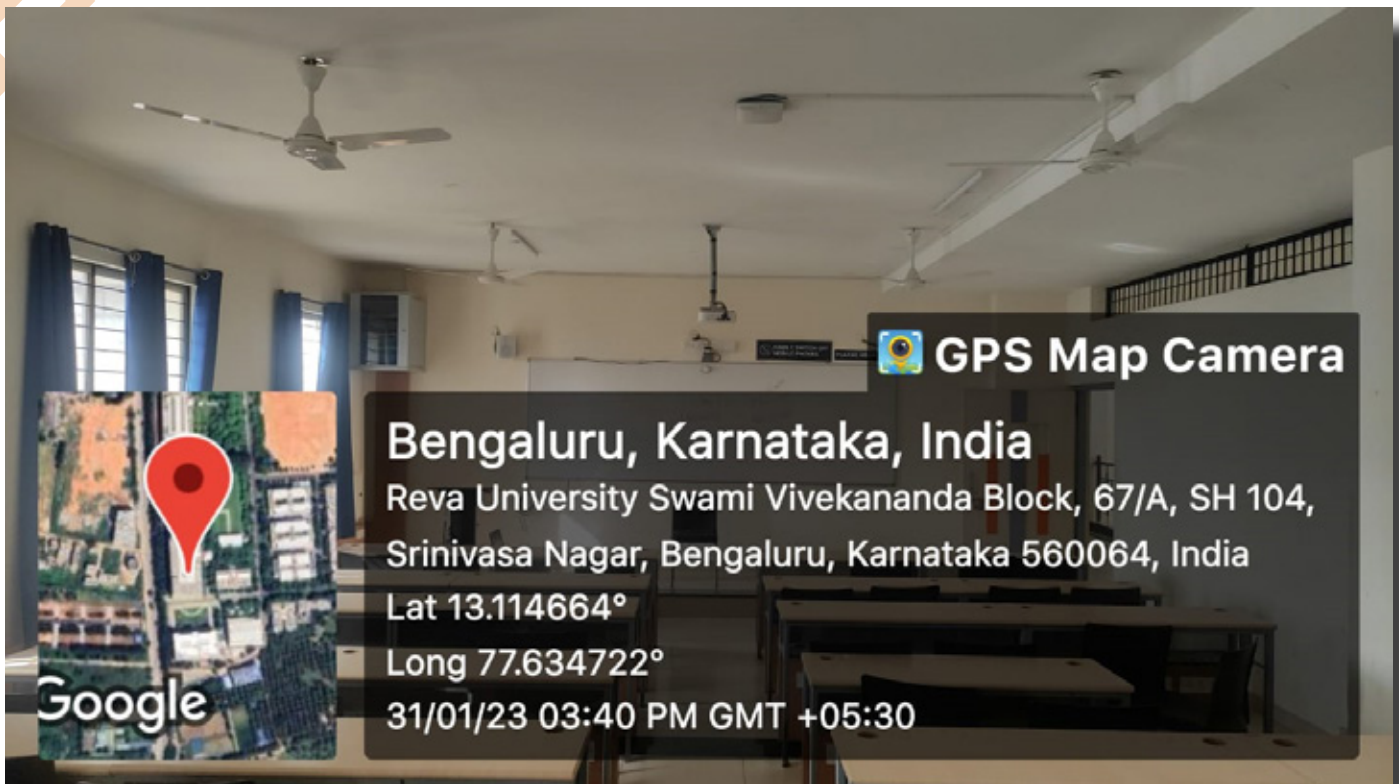 GPS Map Camera
Bengaluru, Karnataka, India
Reva University Swami Vivekananda Block, 67/A, SH 104,
Srinivasa Nagar, Bengaluru, Karnataka 560064, India
Lat 13.114664°
Long 77.634722°
31/01/23 03:40 PM GMT +05:30
Google